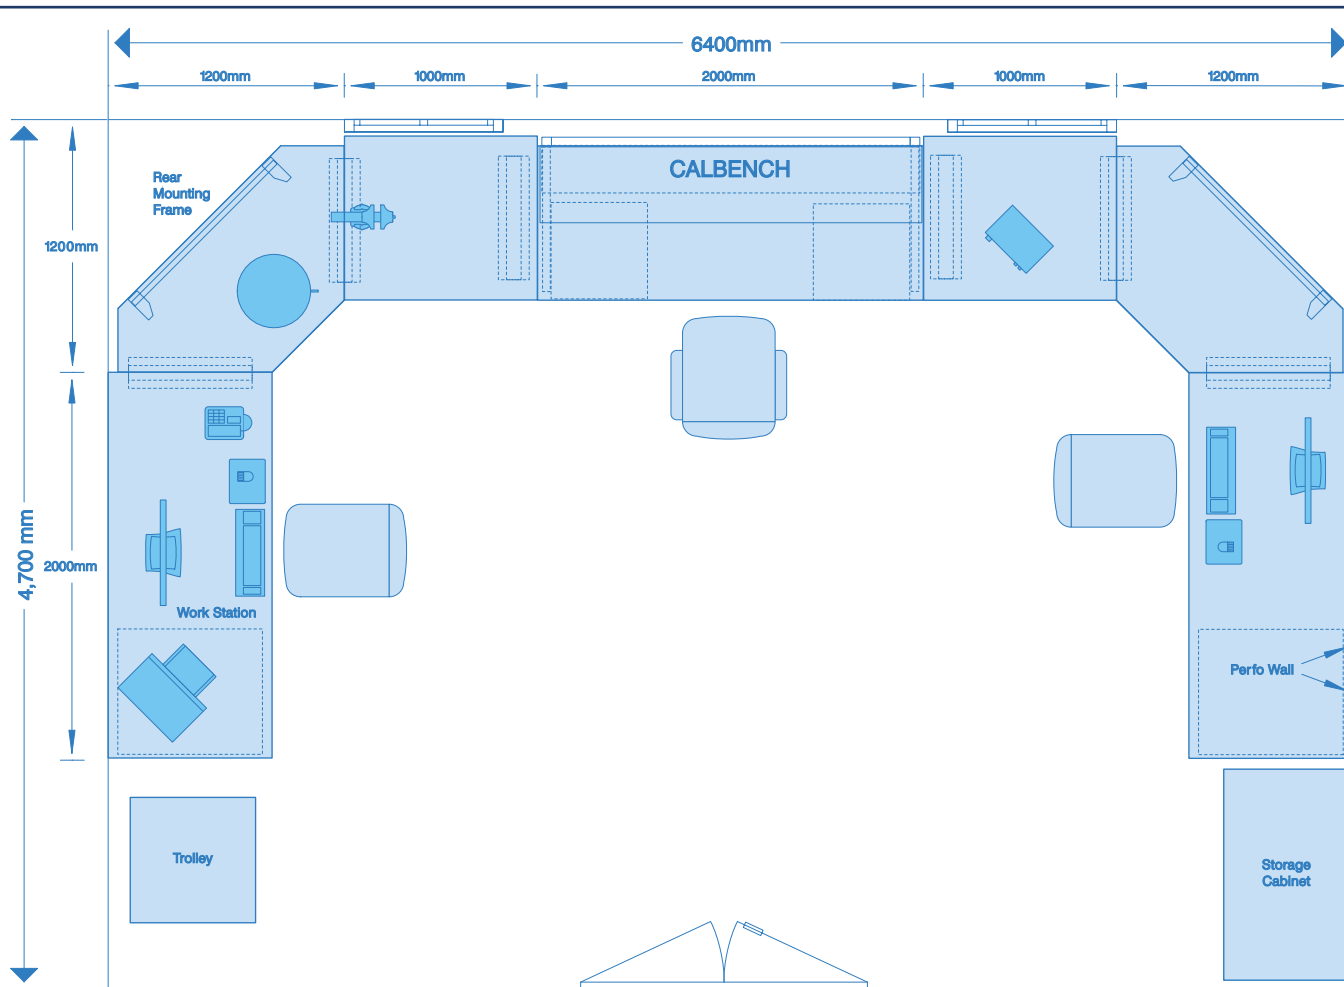 6400mm
1200mm
1000mm
2000mm
1000mm
1200mm
CALBENCH
Rear
Mounting
Frame
1200mm
4,700 mm
2000mm
Work Station
Perfo Wall
Trolley
Storage
Cabinet